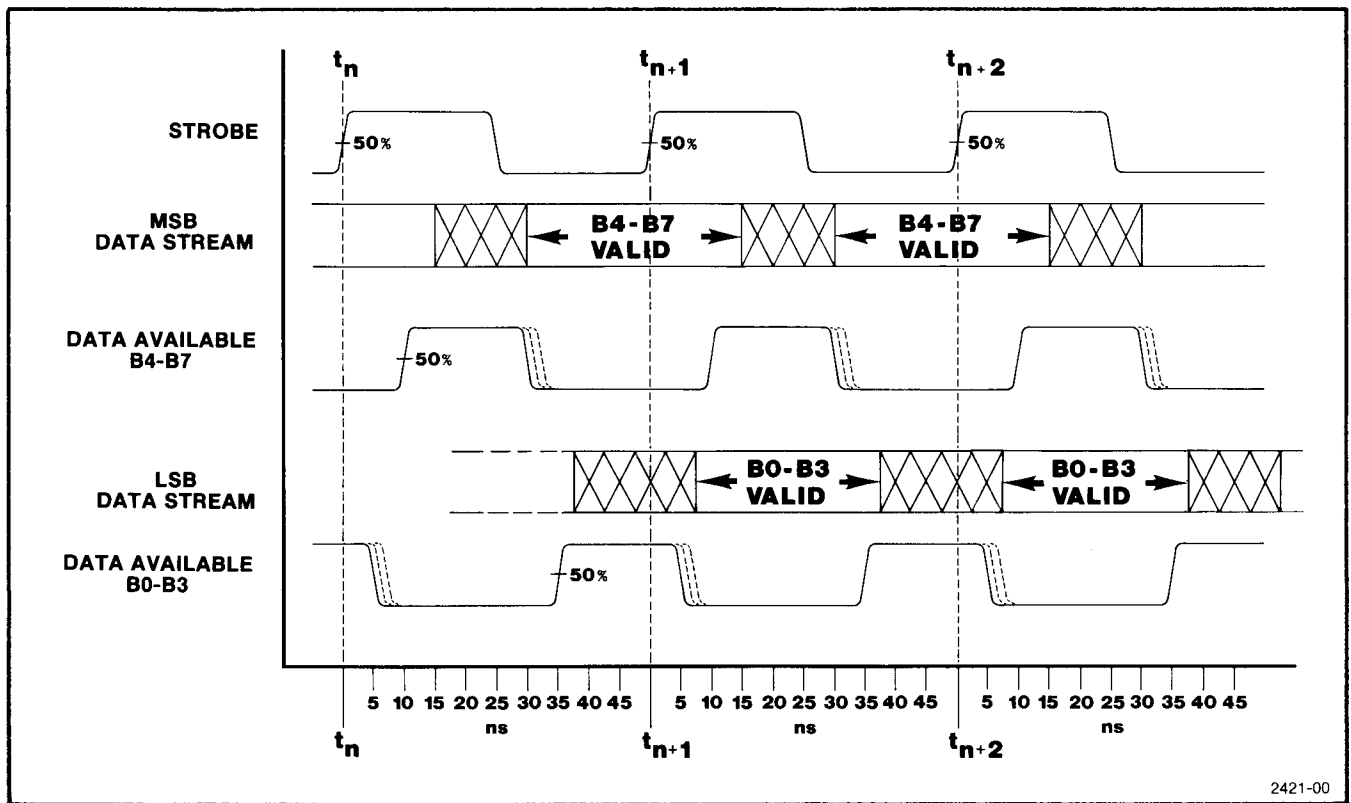 tn
tn+1
tn+2
STROBE
50%
50%
50%
MSB
DATA STREAM
B4-B7
VALID
B4-B7
VALID
DATA AVAILABLE
B4-B7
50%
LSB
DATA STREAM
B0-B3
VALID
B0-B3
VALID
DATA AVAILABLE
B0-B3
50%
5 10 15 20 25 30 35 40 45 5 10 15 20 25 30 35 40 45 5 10 15 20 25 30 35 40 45
ns ns ns
tn tn+1 tn+2
2421-00